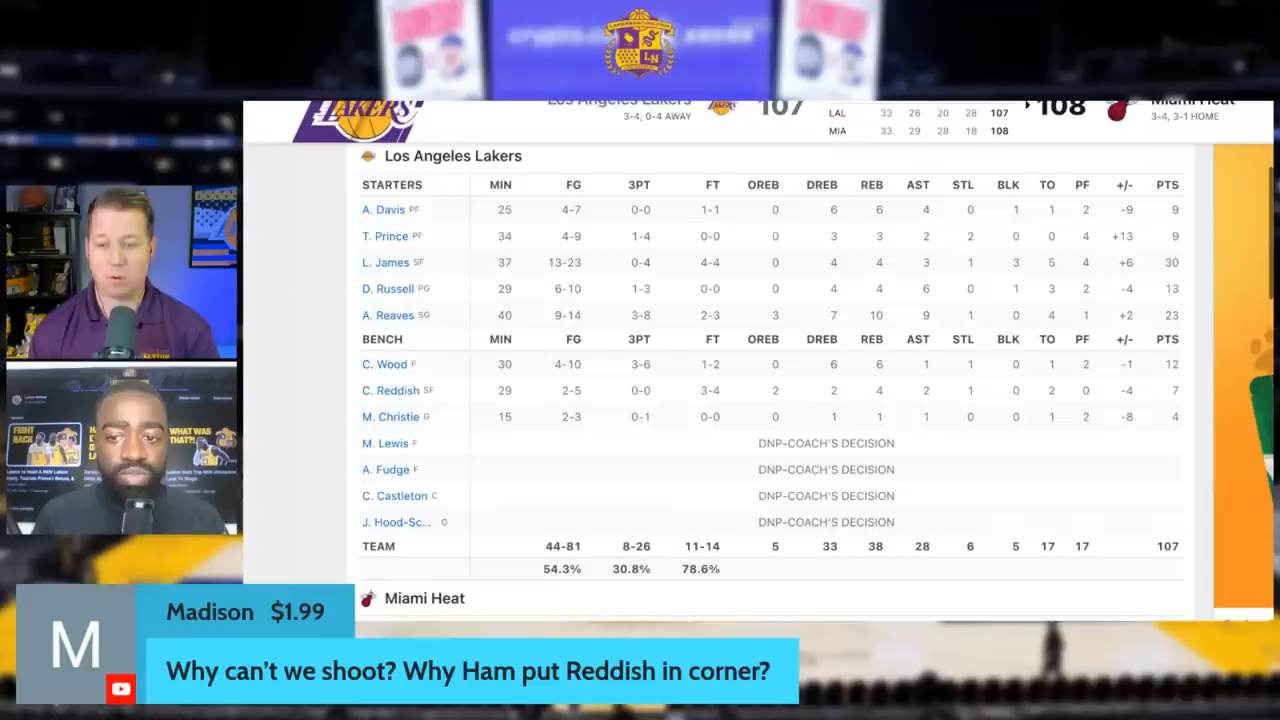 LAKERSNATION.COM
LN
LAKERS
Los Angeles Lakers
3-4, 0-4 AWAY
107
LAL 33 26 20 28 107
MIA 33 29 28 18 108
108
Miami Heat
3-4, 3-1 HOME
Los Angeles Lakers
STARTERS MIN FG 3PT FT OREB DREB REB AST STL BLK TO PF +/- PTS
A. Davis PF 25 4-7 0-0 1-1 0 6 6 4 0 1 1 2 -9 9
T. Prince PF 34 4-9 1-4 0-0 0 3 3 2 2 0 0 4 +13 9
L. James SF 37 13-23 0-4 4-4 0 4 4 3 1 3 5 4 +6 30
D. Russell PG 29 6-10 1-3 0-0 0 4 4 6 0 1 3 2 -4 13
A. Reaves SG 40 9-14 3-8 2-3 3 7 10 9 1 0 4 1 +2 23
BENCH MIN FG 3PT FT OREB DREB REB AST STL BLK TO PF +/- PTS
C. Wood F 30 4-10 3-6 1-2 0 6 6 1 1 0 1 2 -1 12
C. Reddish SF 29 2-5 0-0 3-4 2 2 4 2 1 0 2 0 -4 7
M. Christie G 15 2-3 0-1 0-0 0 1 1 1 0 0 1 2 -8 4
M. Lewis F DNP-COACH'S DECISION
A. Fudge F DNP-COACH'S DECISION
C. Castleton C DNP-COACH'S DECISION
J. Hood-Sc... G DNP-COACH'S DECISION
TEAM 44-81 8-26 11-14 5 33 38 28 6 5 17 17 107
54.3% 30.8% 78.6%
Miami Heat
FIGHT
BACK
WHAT WAS
THAT?!
M
Madison $1.99
Why can't we shoot? Why Ham put Reddish in corner?